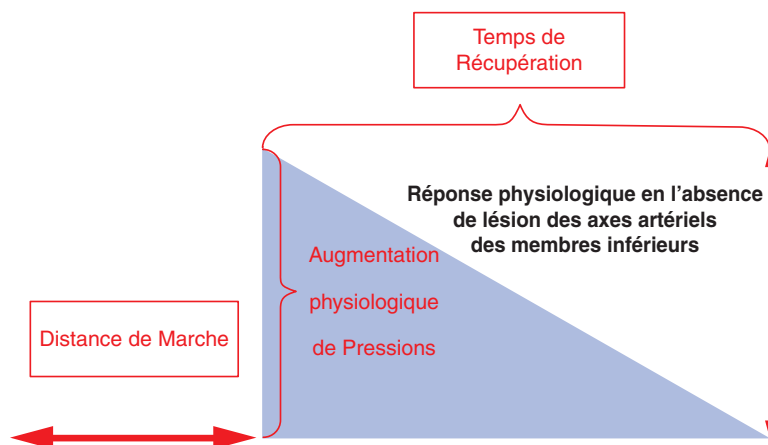 Temps de
Récupération
Réponse physiologique en l'absence
de lésion des axes artériels
des membres inférieurs
Augmentation
physiologique
de Pressions
Distance de Marche